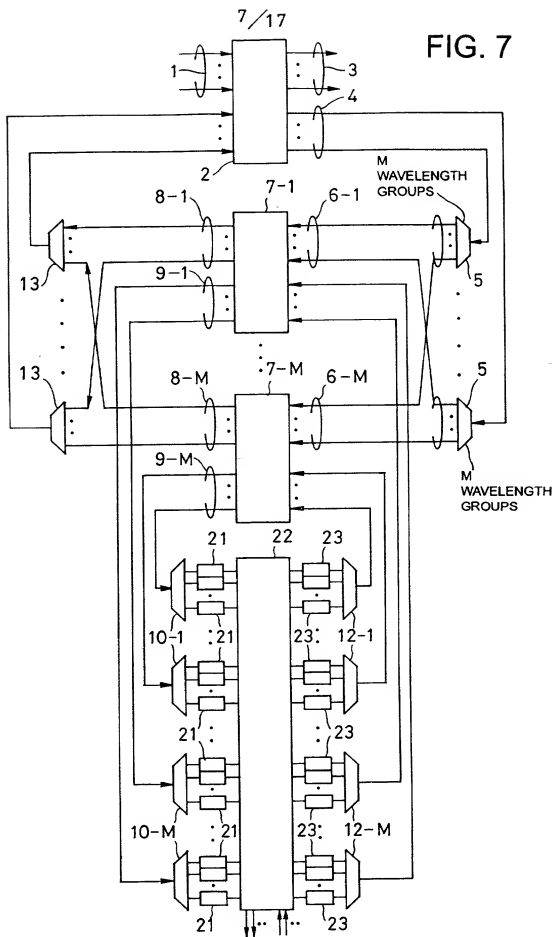 7/17
FIG. 7
1
3
4
2
M
WAVELENGTH
GROUPS
8-1
7-1
6-1
9-1
13
5
7-M
8-M
6-M
13
5
9-M
M
WAVELENGTH
GROUPS
21
22
23
10-1
21
23
12-1
21
23
10-M
21
23
12-M
21
23